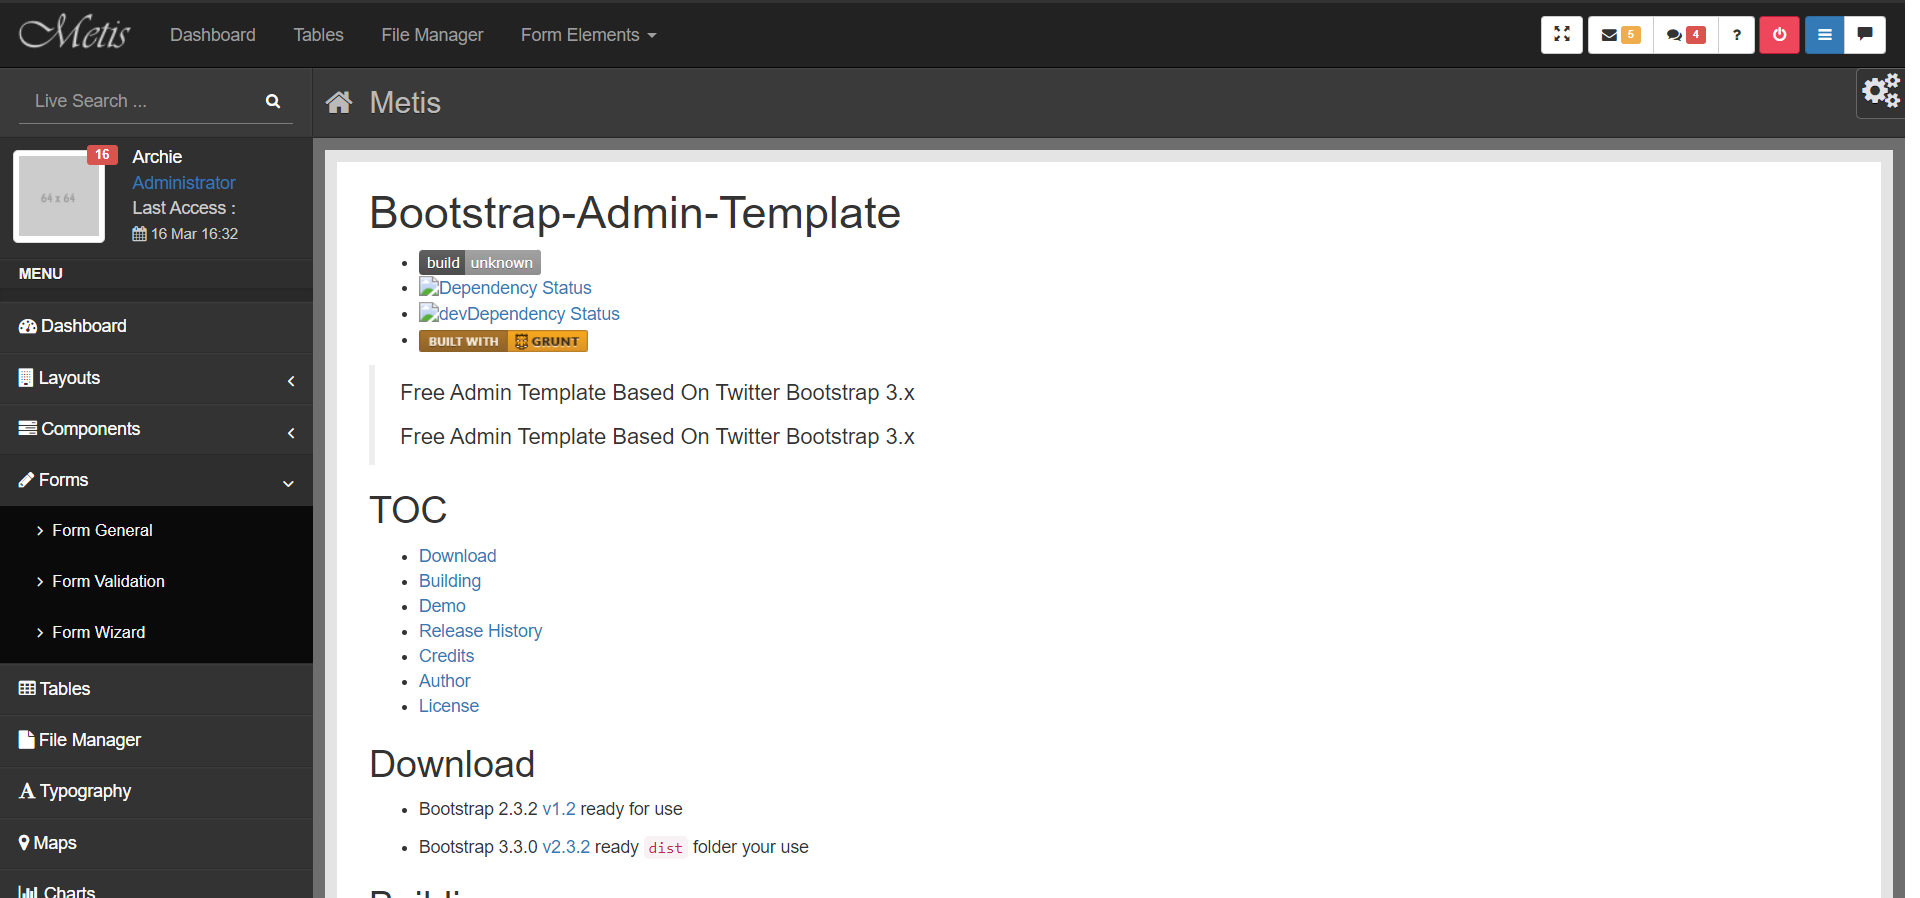 Metis Dashboard Tables File Manager Form Elements 5 4 ?
Live Search ...
Metis
16
64 x 64
Archie
Administrator
Last Access :
16 Mar 16:32
MENU
Dashboard
Layouts
Components
Forms
Form General
Form Validation
Form Wizard
Tables
File Manager
Typography
Maps
Charts
Bootstrap-Admin-Template
build unknown
Dependency Status
devDependency Status
BUILT WITH GRUNT
Free Admin Template Based On Twitter Bootstrap 3.x
Free Admin Template Based On Twitter Bootstrap 3.x
TOC
Download
Building
Demo
Release History
Credits
Author
License
Download
Bootstrap 2.3.2 v1.2 ready for use
Bootstrap 3.3.0 v2.3.2 ready dist folder your use